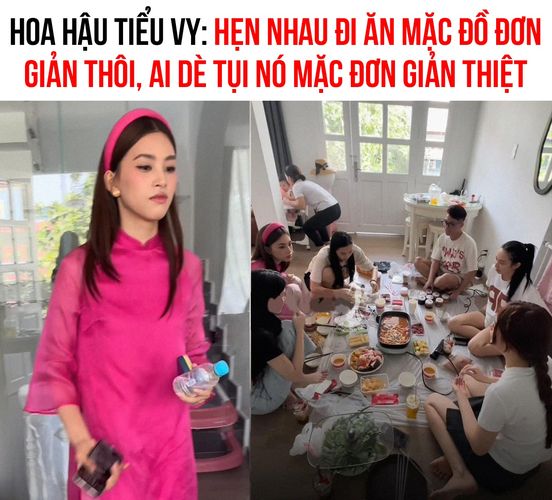 HOA HẬU TIỂU VY: HẸN NHAU ĐI ĂN MẶC ĐỒ ĐƠN
GIẢN THÔI, AI DÈ TỤI NÓ MẶC ĐƠN GIẢN THIỆT